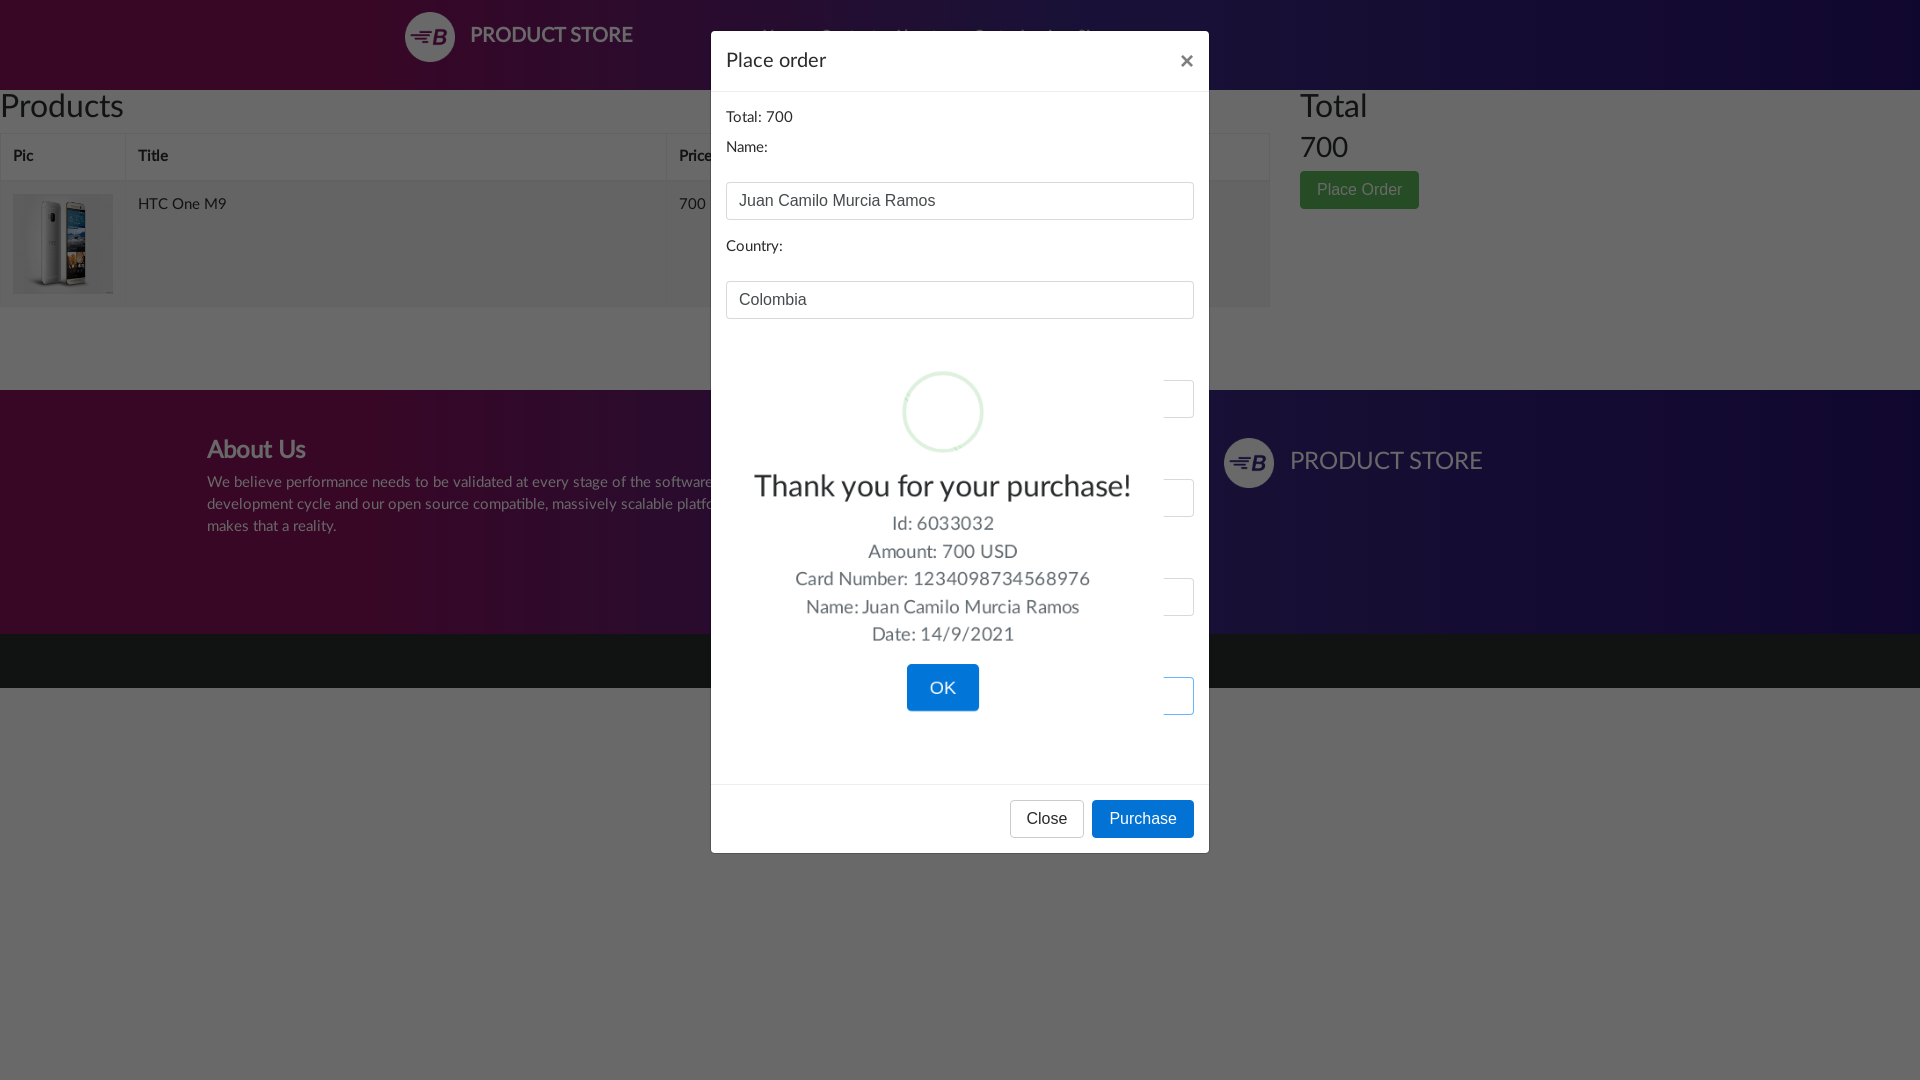 PRODUCT STORE
Place order
×
Products
Total
Total: 700
Name:
700
Pic
Title
Price
Place Order
HTC One M9
700
Juan Camilo Murcia Ramos
Country:
Colombia
Thank you for your purchase!
Id: 6033032
Amount: 700 USD
Card Number: 1234098734568976
Name: Juan Camilo Murcia Ramos
Date: 14/9/2021
OK
Close
Purchase
About Us
We believe performance needs to be validated at every stage of the software
development cycle and our open source compatible, massively scalable platfo
makes that a reality.
PRODUCT STORE